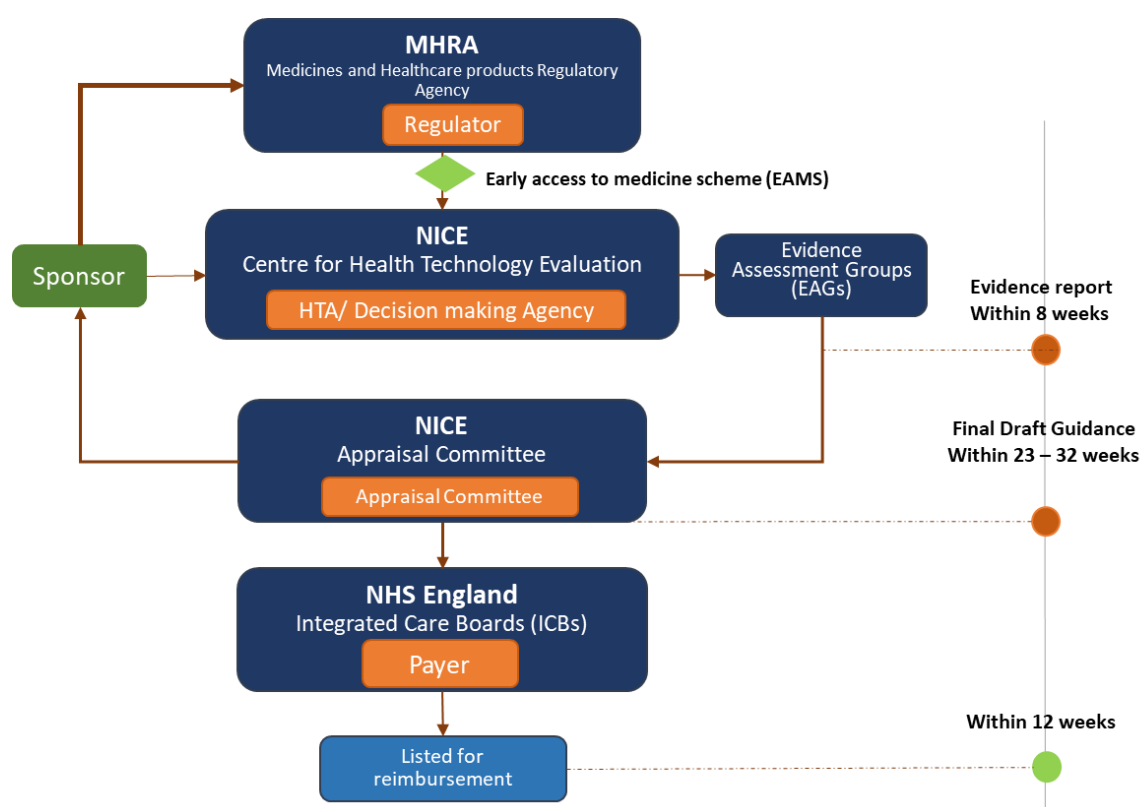 MHRA
Medicines and Healthcare products Regulatory
Agency
Regulator
Early access to medicine scheme (EAMS)
NICE
Centre for Health Technology Evaluation
HTA/ Decision making Agency
Sponsor
Evidence
Assessment Groups
(EAGs)
Evidence report
Within 8 weeks
NICE
Appraisal Committee
Appraisal Committee
Final Draft Guidance
Within 23 – 32 weeks
NHS England
Integrated Care Boards (ICBs)
Payer
Within 12 weeks
Listed for
reimbursement